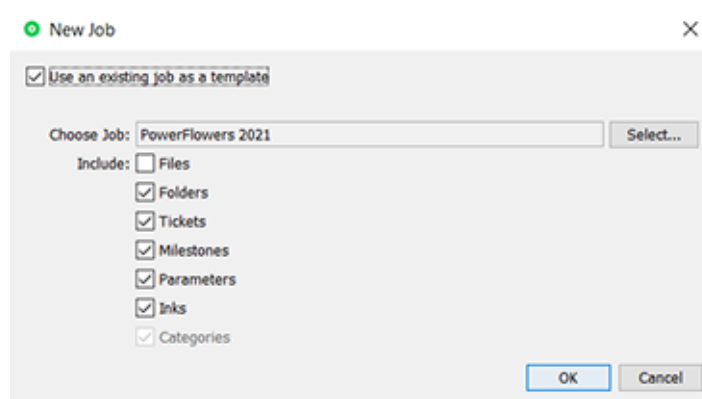 New Job
Use an existing job as a template
Choose Job: PowerFlowers 2021 Select...
Include: Files
Folders
Tickets
Milestones
Parameters
Inks
Categories
OK Cancel